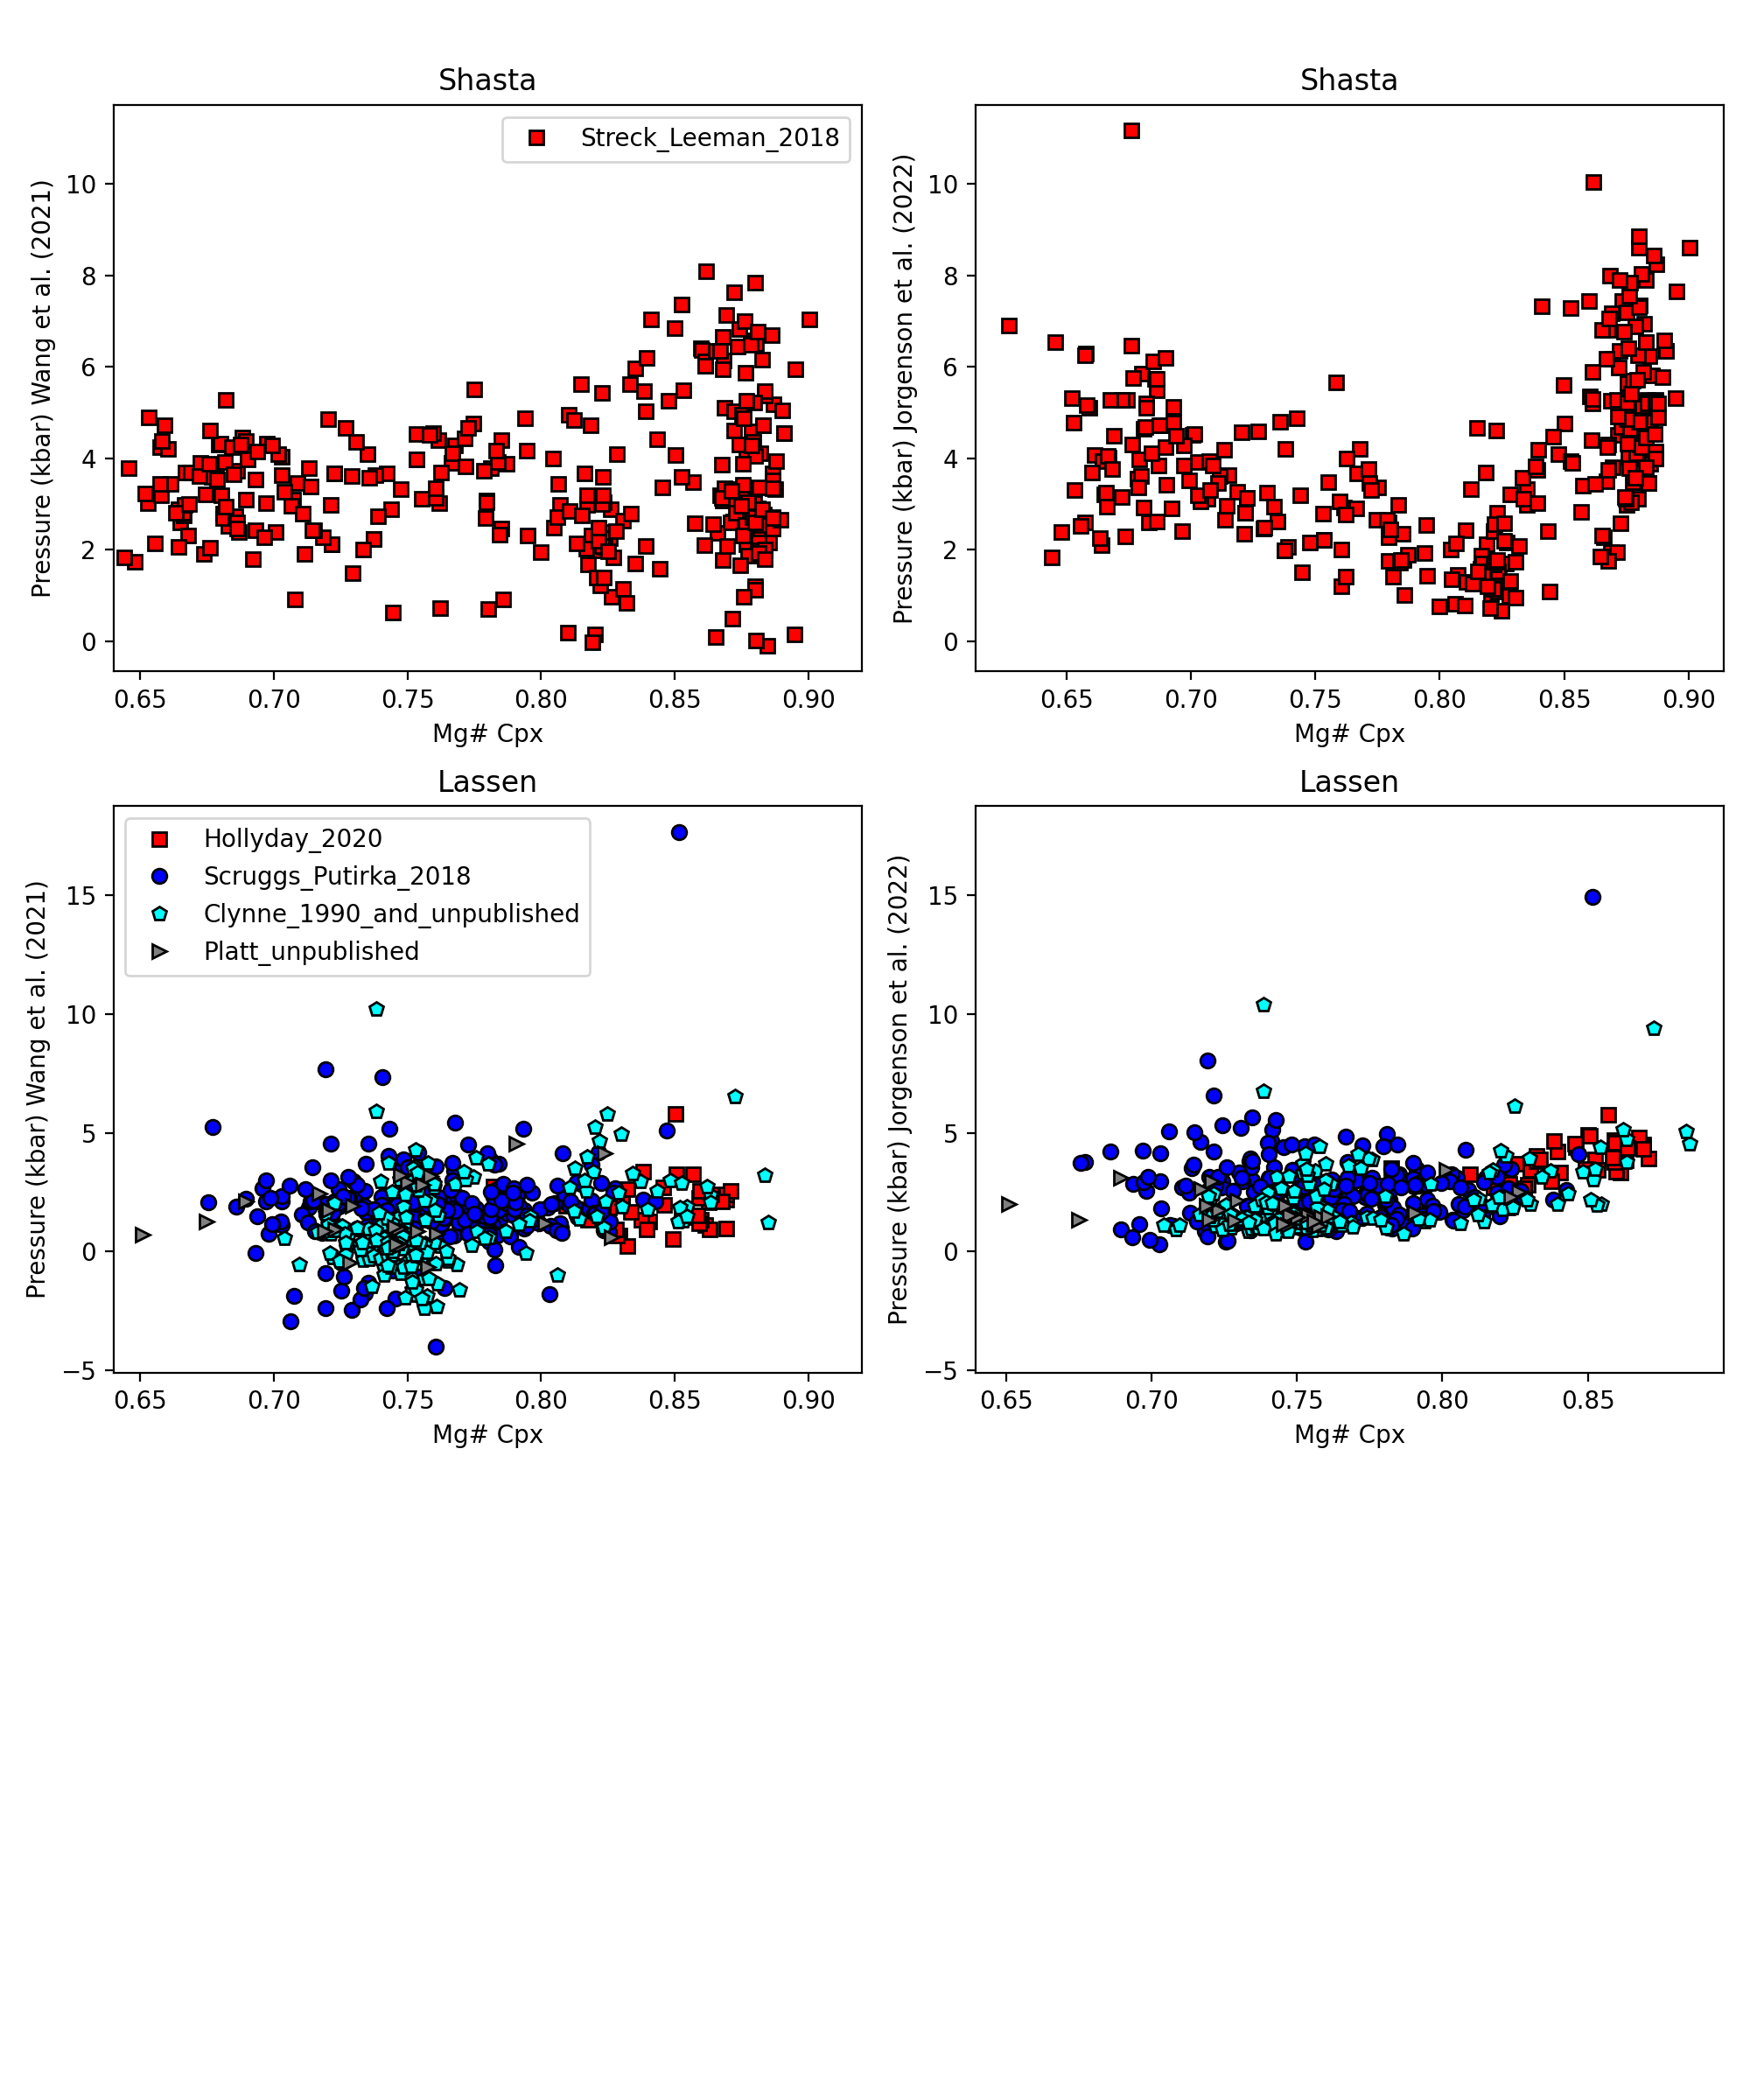 Shasta
Streck_Leeman_2018
Pressure (kbar) Wang et al. (2021)
10
8
6
4
2
0
0.65 0.70 0.75 0.80 0.85 0.90
Mg# Cpx
Shasta
Pressure (kbar) Jorgenson et al. (2022)
10
8
6
4
2
0
0.65 0.70 0.75 0.80 0.85 0.90
Mg# Cpx
Lassen
Hollyday_2020
Scruggs_Putirka_2018
Clynne_1990_and_unpublished
Platt_unpublished
Pressure (kbar) Wang et al. (2021)
15
10
5
0
−5
0.65 0.70 0.75 0.80 0.85 0.90
Mg# Cpx
Lassen
Pressure (kbar) Jorgenson et al. (2022)
15
10
5
0
−5
0.65 0.70 0.75 0.80 0.85
Mg# Cpx